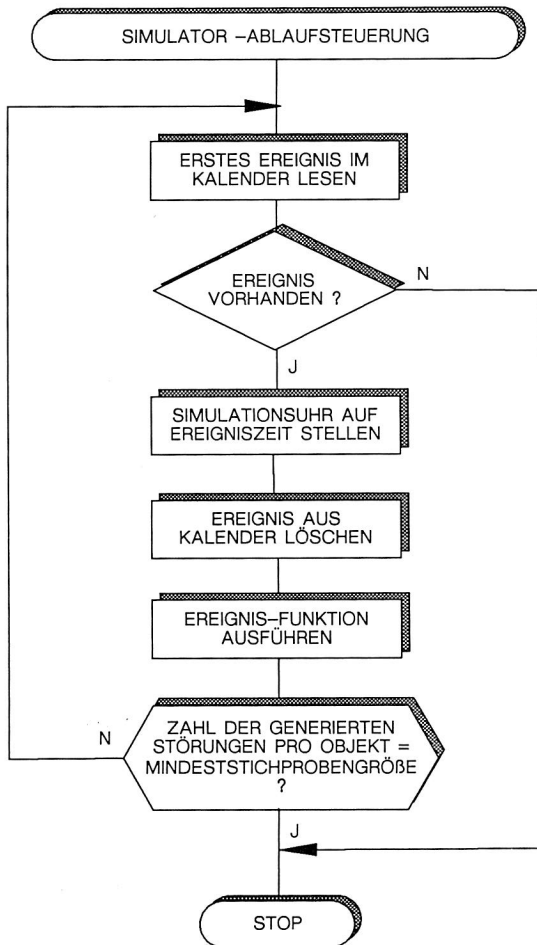 SIMULATOR –ABLAUFSTEUERUNG
ERSTES EREIGNIS IM
KALENDER LESEN
EREIGNIS
VORHANDEN ?
N
J
SIMULATIONSUHR AUF
EREIGNISZEIT STELLEN
EREIGNIS AUS
KALENDER LÖSCHEN
EREIGNIS–FUNKTION
AUSFÜHREN
N
ZAHL DER GENERIERTEN
STÖRUNGEN PRO OBJEKT =
MINDESTSTICHPROBENGRÖßE
?
J
STOP